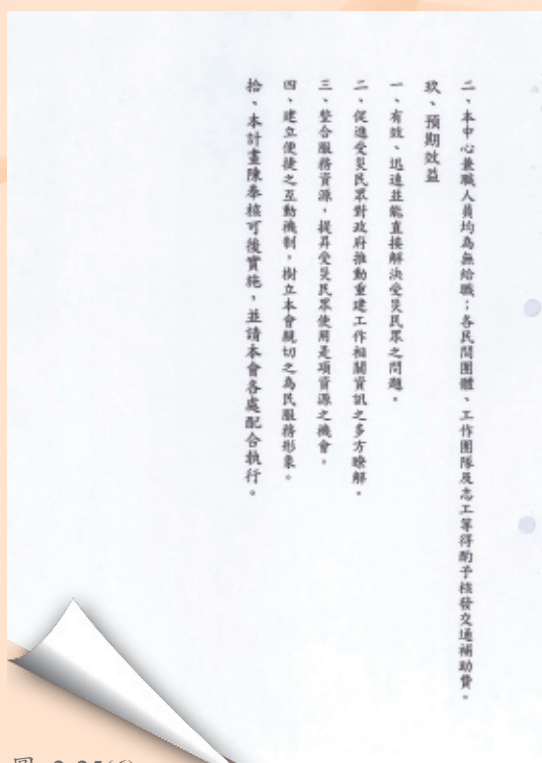 二、本中心兼職人員均為無給職；各民間團體、工作團隊及志工等得酌予核發交通補助費。
玖、預期效益
一、有效、迅速並能直接解決受災民眾之問題。
二、促進受災民眾對政府推動重建工作相關資訊之多方瞭解。
三、整合服務資源，提昇受災民眾使用是項資源之機會。
四、建立便捷之互動機制，樹立本會親切之為民服務形象。
拾、本計畫陳奉核可後實施，並請本會各處配合執行。